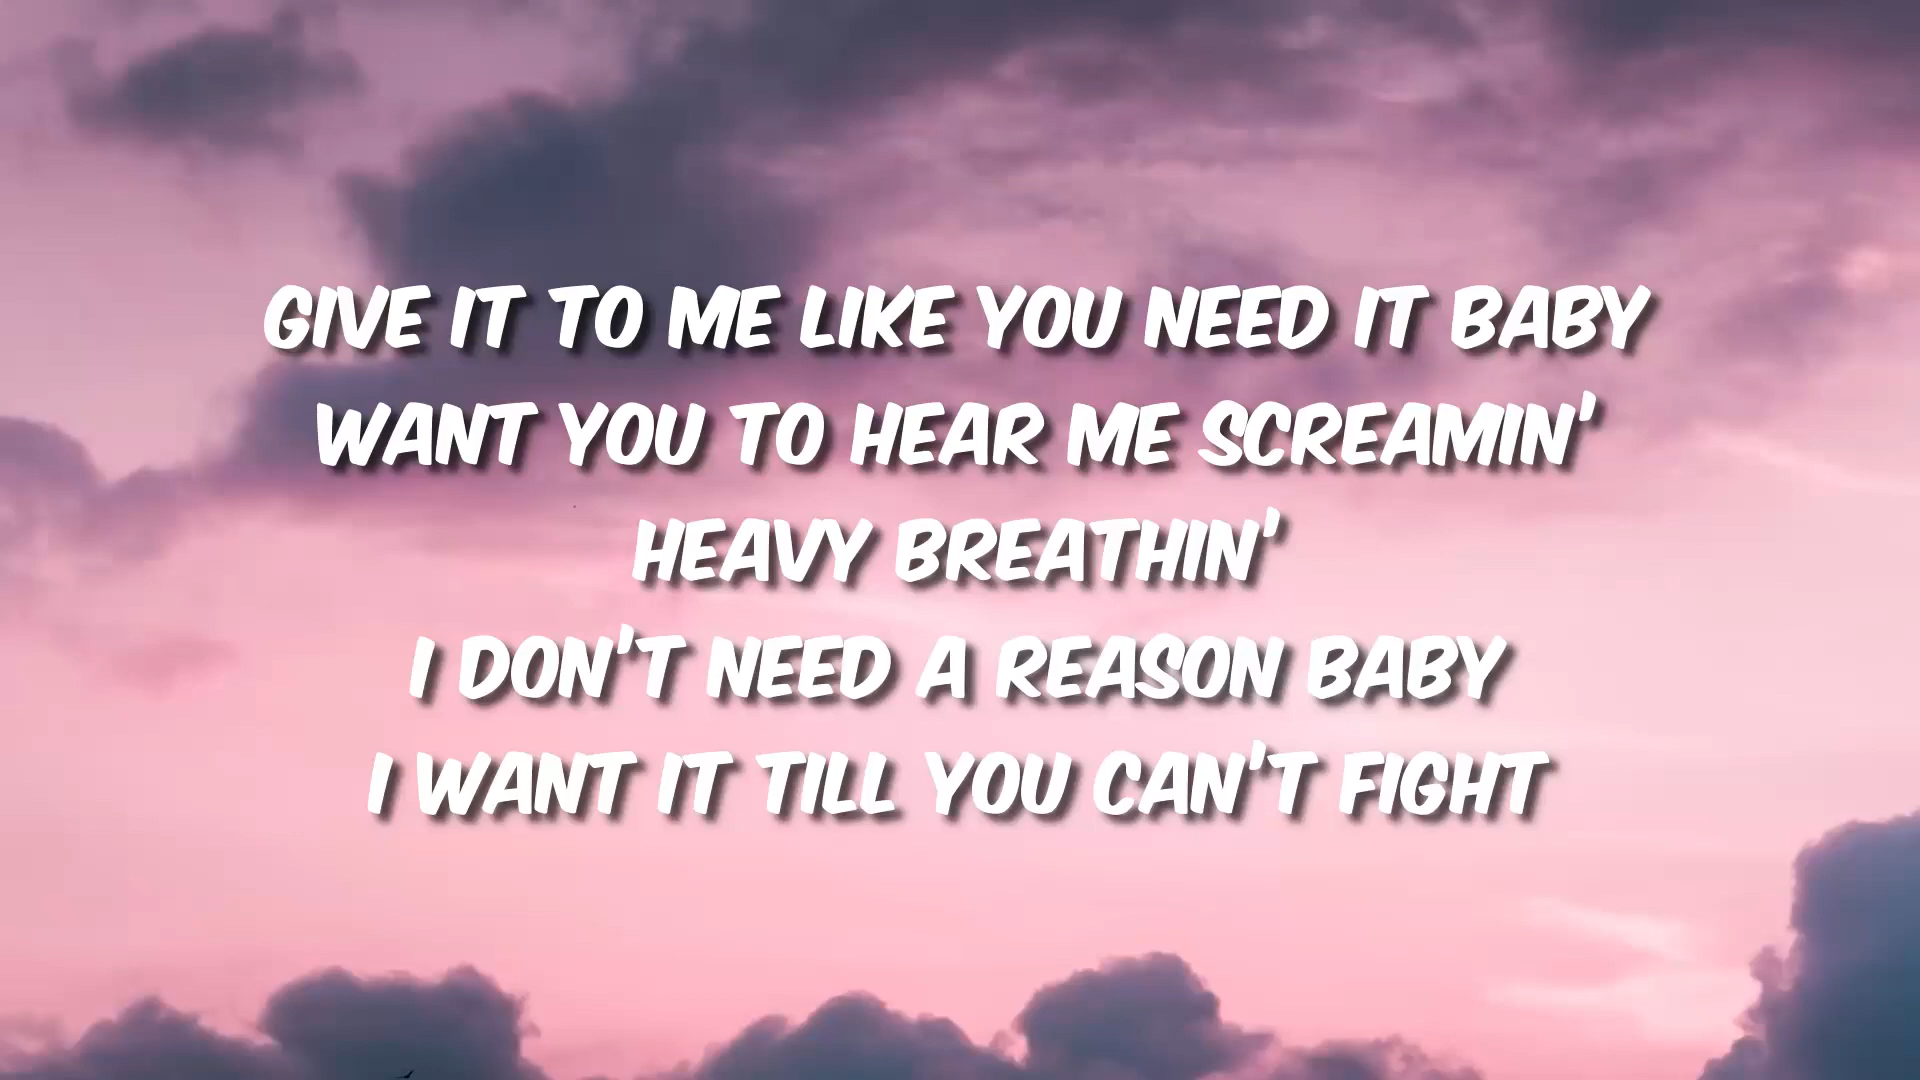 GIVE IT TO ME LIKE YOU NEED IT BABY
WANT YOU TO HEAR ME SCREAMIN'
HEAVY BREATHIN'
I DON'T NEED A REASON BABY
I WANT IT TILL YOU CAN'T FIGHT